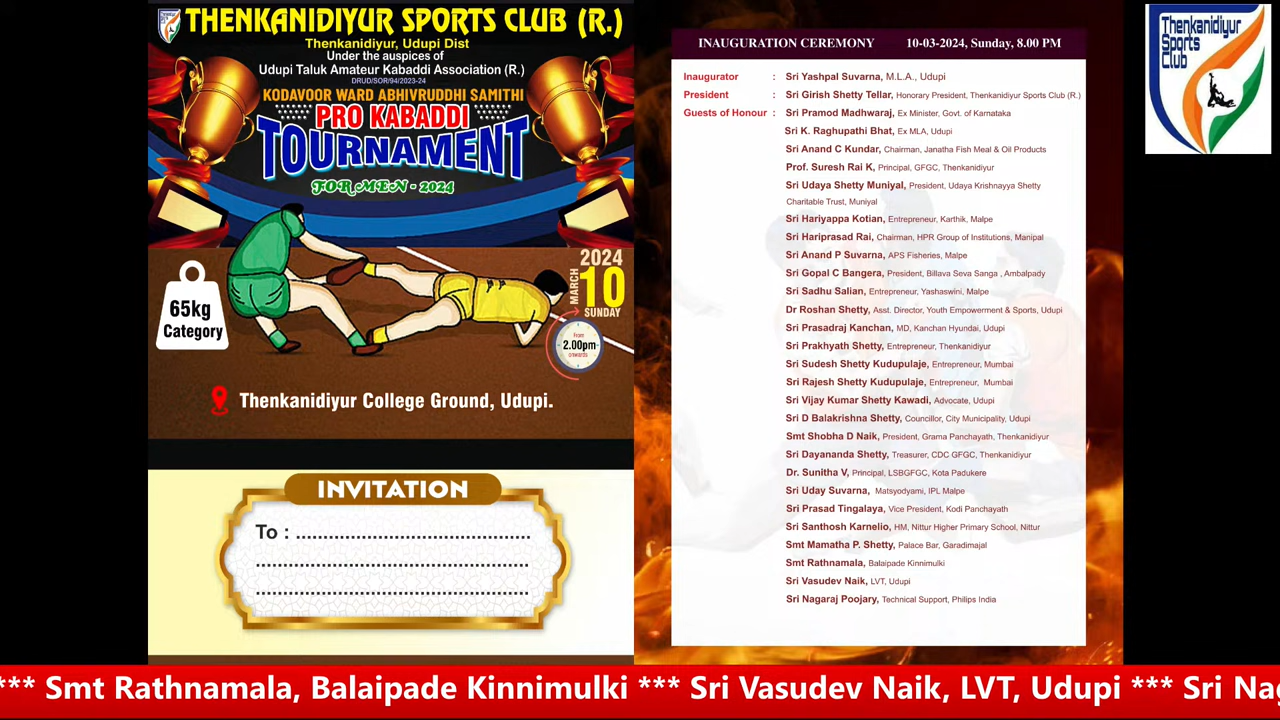 THENKANIDIYUR SPORTS CLUB (R.)
Thenkanidiyur, Udupi Dist
Under the auspices of
Udupi Taluk Amateur Kabaddi Association (R.)
DRUD/SOR/94/2023-24
KODAVOOR WARD ABHIVRUDDHI SAMITHI
PRO KABADDI
TOURNAMENT
FOR MEN - 2024
65kg
Category
2024
MARCH
10
SUNDAY
From
2.00pm
onwards
Thenkanidiyur College Ground, Udupi.
INVITATION
To : ..........................................
..................................................
..................................................
INAUGURATION CEREMONY 10-03-2024, Sunday, 8.00 PM
Inaugurator : Sri Yashpal Suvarna, M.L.A., Udupi
President : Sri Girish Shetty Tellar, Honorary President, Thenkanidiyur Sports Club (R.)
Guests of Honour : Sri Pramod Madhwaraj, Ex Minister, Govt. of Karnataka
Sri K. Raghupathi Bhat, Ex MLA, Udupi
Sri Anand C Kundar, Chairman, Janatha Fish Meal & Oil Products
Prof. Suresh Rai K, Principal, GFGC, Thenkanidiyur
Sri Udaya Shetty Muniyal, President, Udaya Krishnayya Shetty
Charitable Trust, Muniyal
Sri Hariyappa Kotian, Entrepreneur, Karthik, Malpe
Sri Hariprasad Rai, Chairman, HPR Group of Institutions, Manipal
Sri Anand P Suvarna, APS Fisheries, Malpe
Sri Gopal C Bangera, President, Billava Seva Sanga , Ambalpady
Sri Sadhu Salian, Entrepreneur, Yashaswini, Malpe
Dr Roshan Shetty, Asst. Director, Youth Empowerment & Sports, Udupi
Sri Prasadraj Kanchan, MD, Kanchan Hyundai, Udupi
Sri Prakhyath Shetty, Entrepreneur, Thenkanidiyur
Sri Sudesh Shetty Kudupulaje, Entrepreneur, Mumbai
Sri Rajesh Shetty Kudupulaje, Entrepreneur, Mumbai
Sri Vijay Kumar Shetty Kawadi, Advocate, Udupi
Sri D Balakrishna Shetty, Councillor, City Municipality, Udupi
Smt Shobha D Naik, President, Grama Panchayath, Thenkanidiyur
Sri Dayananda Shetty, Treasurer, CDC GFGC, Thenkanidiyur
Dr. Sunitha V, Principal, LSBGFGC, Kota Padukere
Sri Uday Suvarna, Matsyodyami, IPL Malpe
Sri Prasad Tingalaya, Vice President, Kodi Panchayath
Sri Santhosh Karnelio, HM, Nittur Higher Primary School, Nittur
Smt Mamatha P. Shetty, Palace Bar, Garadimajal
Smt Rathnamala, Balaipade Kinnimulki
Sri Vasudev Naik, LVT, Udupi
Sri Nagaraj Poojary, Technical Support, Philips India
Thenkanidiyur
Sports
Club
*** Smt Rathnamala, Balaipade Kinnimulki *** Sri Vasudev Naik, LVT, Udupi *** Sri Nag